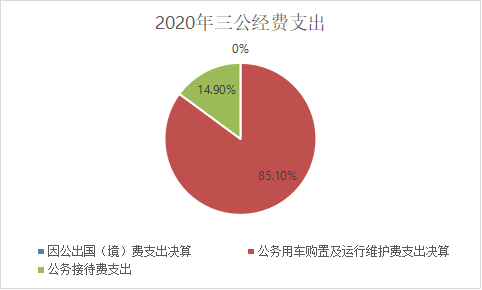 2020年三公经费支出
0%
14.90%
85.10%
因公出国（境）费支出决算
公务用车购置及运行维护费支出决算
公务接待费支出